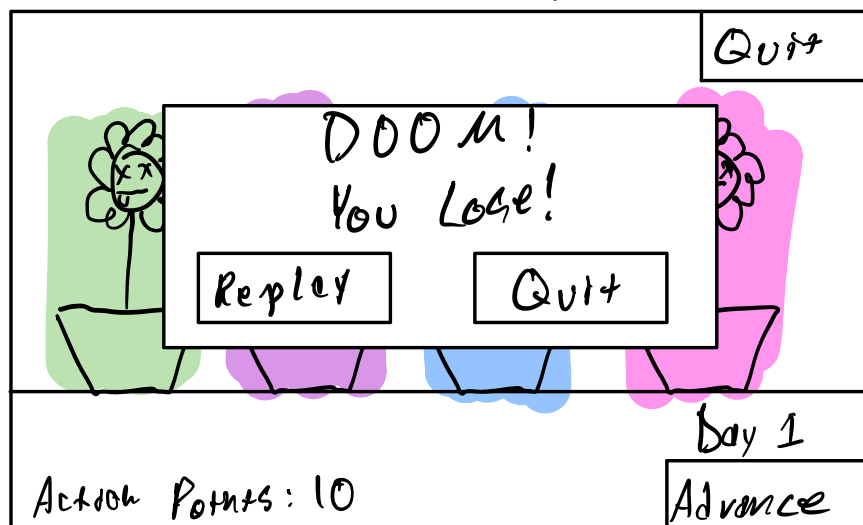 Quit
DOOM!
You Lose!
Replay
Quit
Day 1
Action Points: 10
Advance